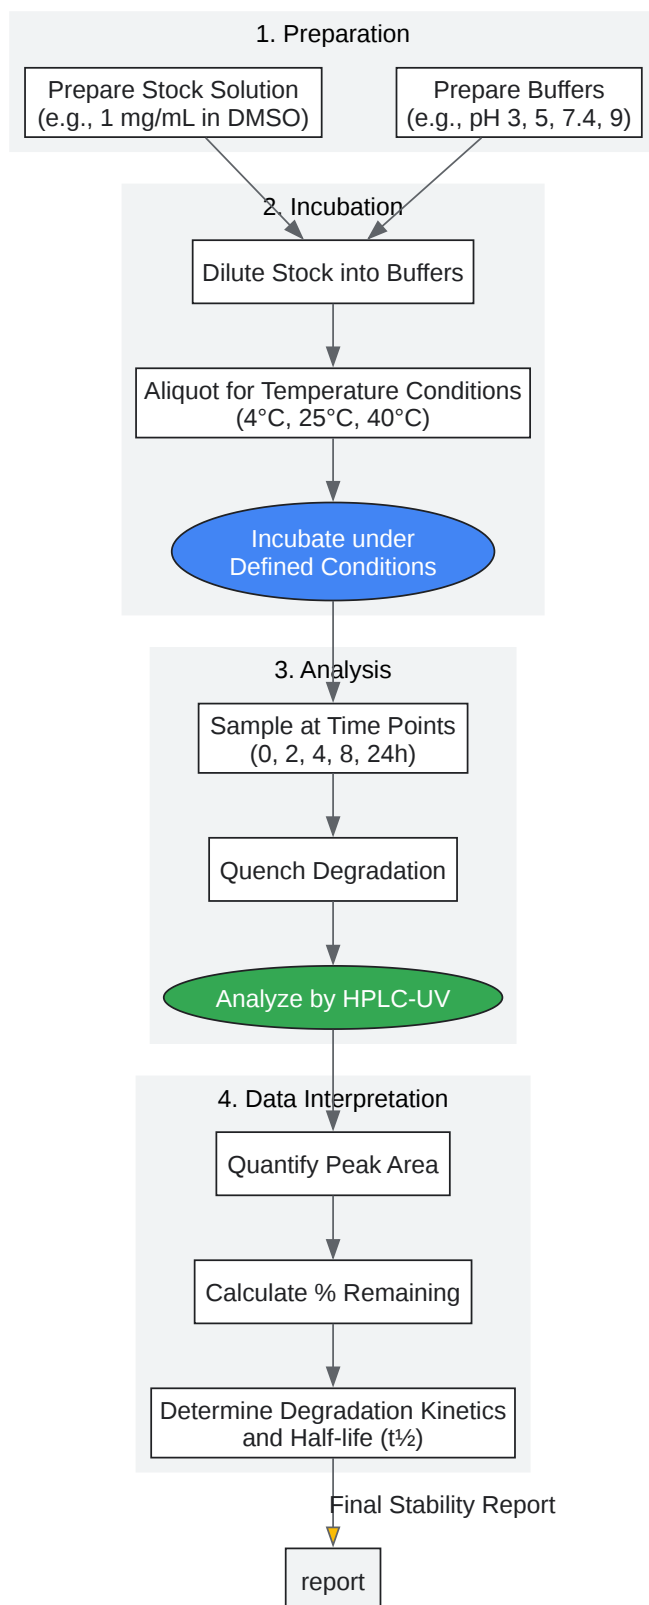 1. Preparation
Prepare Stock Solution
(e.g., 1 mg/mL in DMSO)
Prepare Buffers
(e.g., pH 3, 5, 7.4, 9)
2. Incubation
Dilute Stock into Buffers
Aliquot for Temperature Conditions
(4°C, 25°C, 40°C)
Incubate under
Defined Conditions
3. Analysis
Sample at Time Points
(0, 2, 4, 8, 24h)
Quench Degradation
Analyze by HPLC-UV
4. Data Interpretation
Quantify Peak Area
Calculate % Remaining
Determine Degradation Kinetics
and Half-life (t½)
Final Stability Report
report